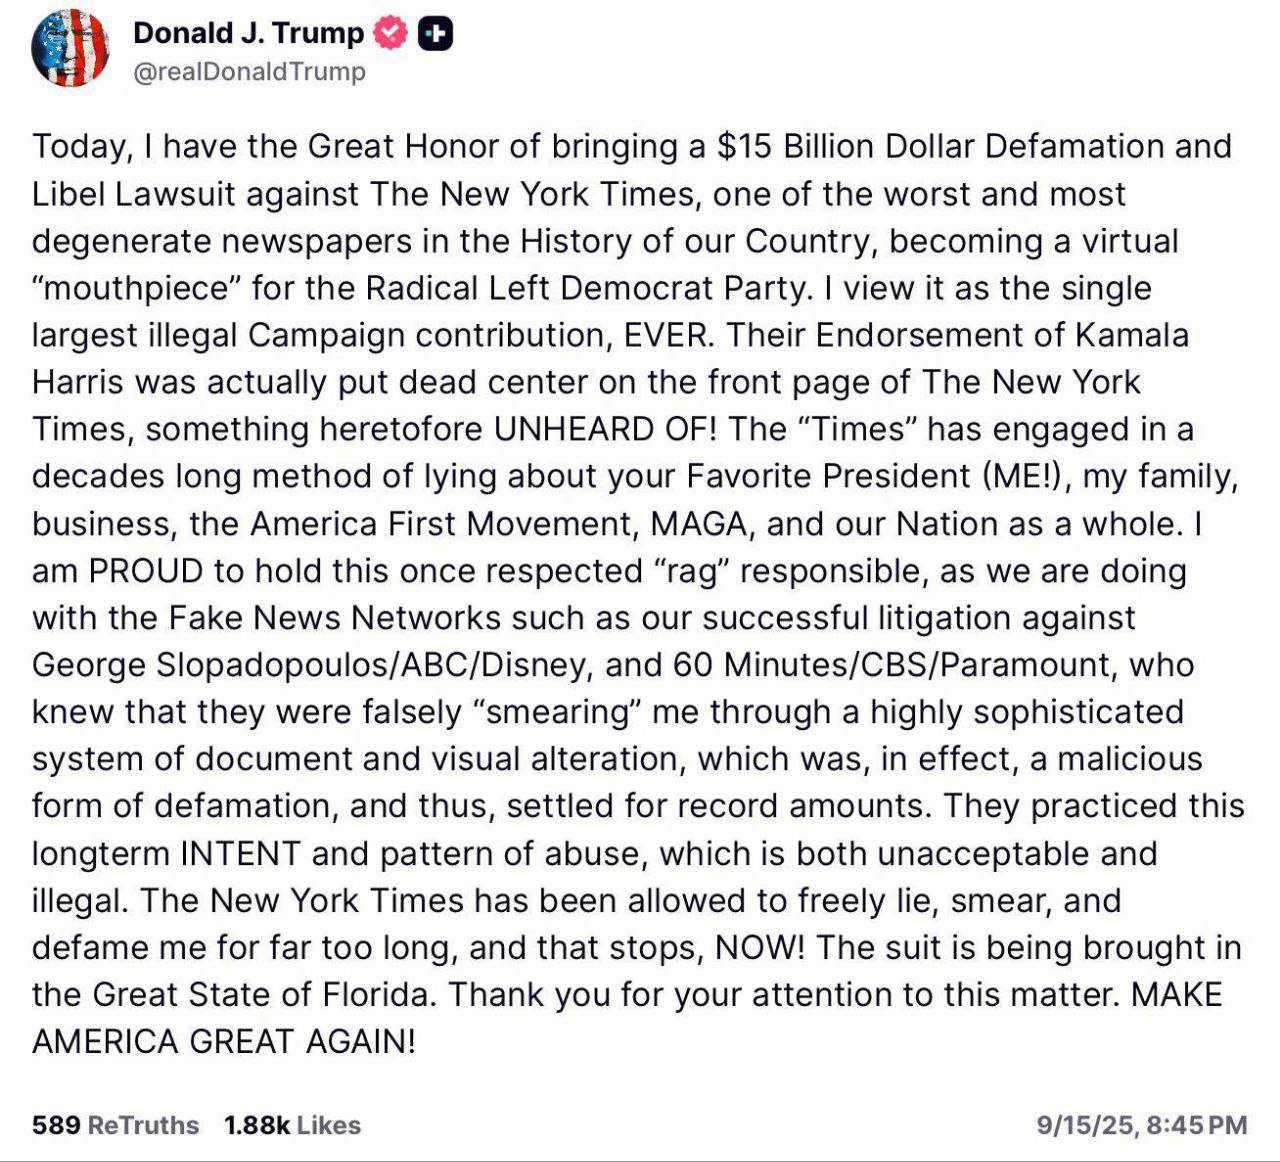 Donald J. Trump
@realDonaldTrump
Today, I have the Great Honor of bringing a $15 Billion Dollar Defamation and
Libel Lawsuit against The New York Times, one of the worst and most
degenerate newspapers in the History of our Country, becoming a virtual
“mouthpiece” for the Radical Left Democrat Party. I view it as the single
largest illegal Campaign contribution, EVER. Their Endorsement of Kamala
Harris was actually put dead center on the front page of The New York
Times, something heretofore UNHEARD OF! The “Times” has engaged in a
decades long method of lying about your Favorite President (ME!), my family,
business, the America First Movement, MAGA, and our Nation as a whole. I
am PROUD to hold this once respected “rag” responsible, as we are doing
with the Fake News Networks such as our successful litigation against
George Slopadopoulos/ABC/Disney, and 60 Minutes/CBS/Paramount, who
knew that they were falsely “smearing” me through a highly sophisticated
system of document and visual alteration, which was, in effect, a malicious
form of defamation, and thus, settled for record amounts. They practiced this
longterm INTENT and pattern of abuse, which is both unacceptable and
illegal. The New York Times has been allowed to freely lie, smear, and
defame me for far too long, and that stops, NOW! The suit is being brought in
the Great State of Florida. Thank you for your attention to this matter. MAKE
AMERICA GREAT AGAIN!
589 ReTruths 1.88k Likes 9/15/25, 8:45 PM